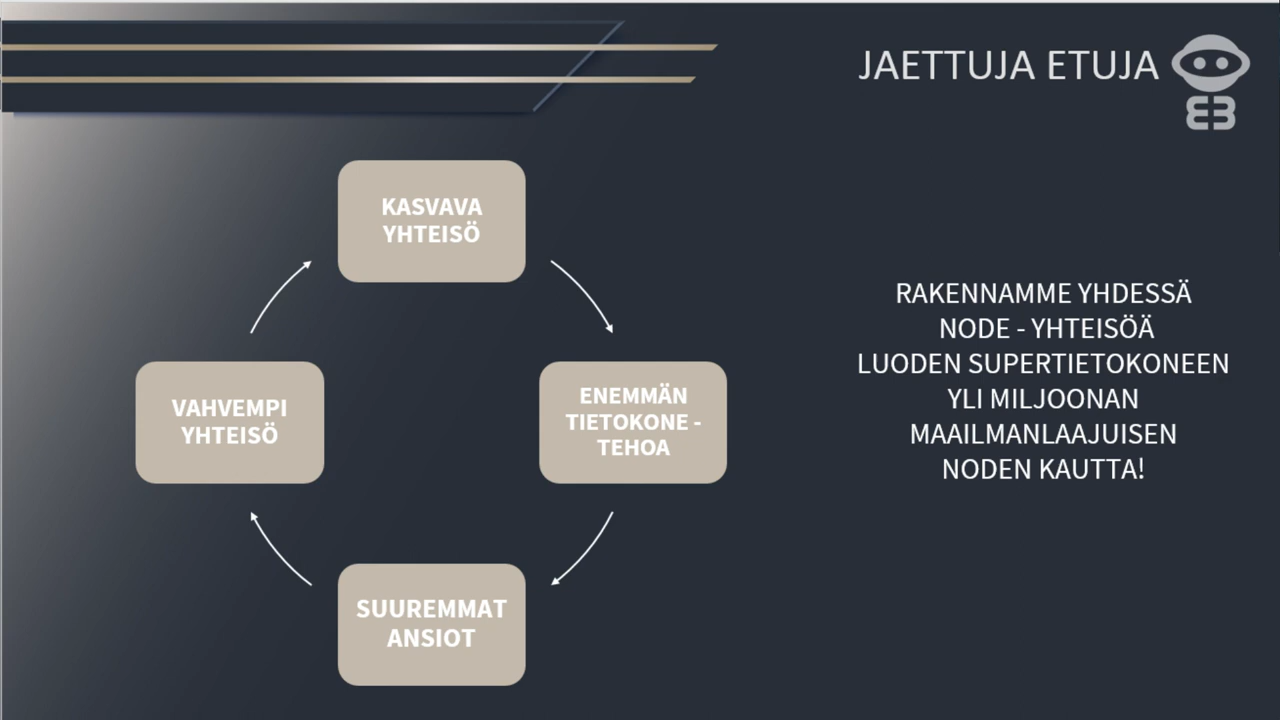 JAETTUJA ETUJA
KASVAVA
YHTEISÖ
ENEMMÄN
TIETOKONE -
TEHOA
SUUREMMAT
ANSIOT
VAHVEMPI
YHTEISÖ
RAKENNAMME YHDESSÄ
NODE - YHTEISÖÄ
LUODEN SUPERTIETOKONEEN
YLI MILJOONAN
MAAILMANLAAJUISEN
NODEN KAUTTA!